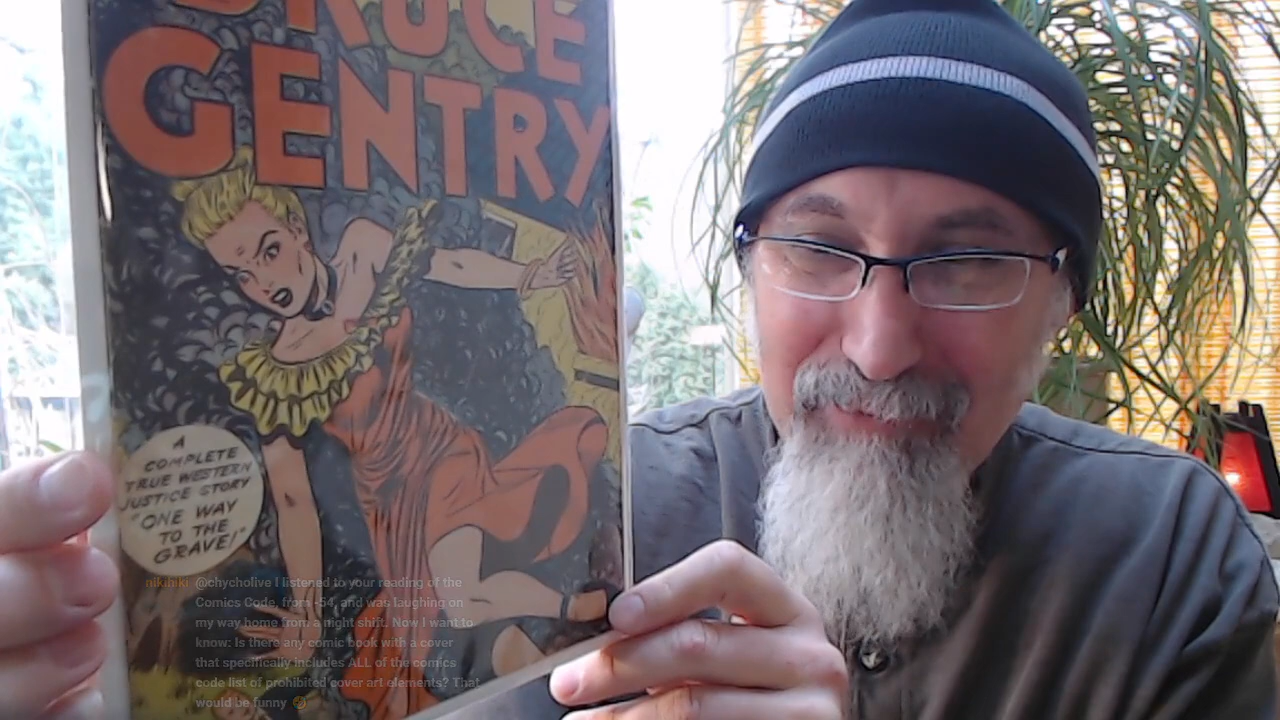 BRUCE
GENTRY
A
COMPLETE
TRUE WESTERN
JUSTICE STORY
"ONE WAY
TO THE
GRAVE!"
nikihiki @chycholive I listened to your reading of the
Comics Code, from -54, and was laughing on
my way home from a night shift. Now I want to
know: Is there any comic book with a cover
that specifically includes ALL of the comics
code list of prohibited cover art elements? That
would be funny